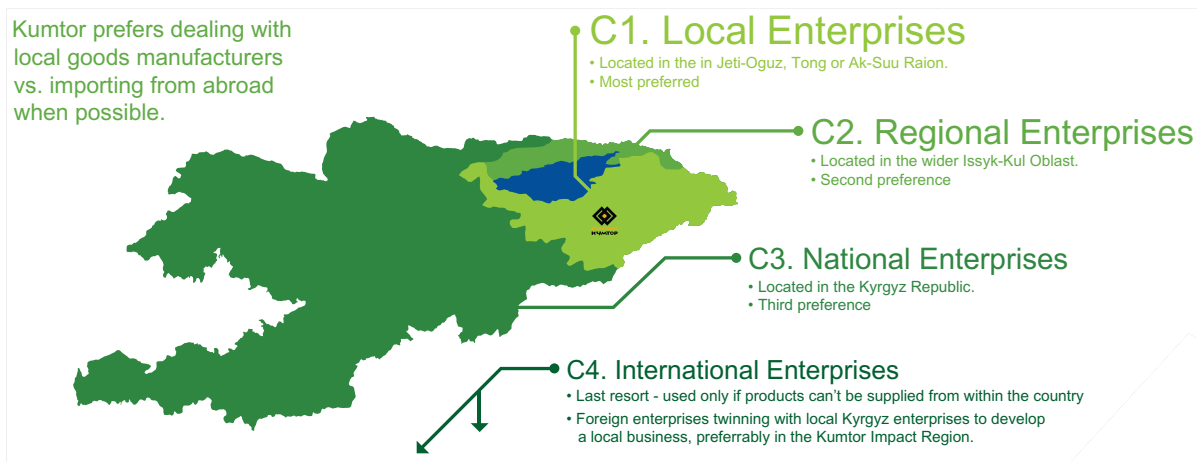 Kumtor prefers dealing with
local goods manufacturers
vs. importing from abroad
when possible.
C1. Local Enterprises
• Located in the in Jeti-Oguz, Tong or Ak-Suu Raion.
• Most preferred
C2. Regional Enterprises
• Located in the wider Issyk-Kul Oblast.
• Second preference
КУМТОР
C3. National Enterprises
• Located in the Kyrgyz Republic.
• Third preference
C4. International Enterprises
• Last resort - used only if products can't be supplied from within the country
• Foreign enterprises twinning with local Kyrgyz enterprises to develop
a local business, preferrably in the Kumtor Impact Region.